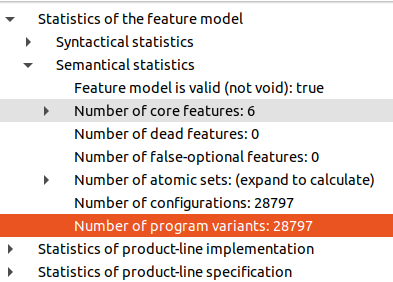 Statistics of the feature model
Syntactical statistics
Semantical statistics
Feature model is valid (not void): true
Number of core features: 6
Number of dead features: 0
Number of false-optional features: 0
Number of atomic sets: (expand to calculate)
Number of configurations: 28797
Number of program variants: 28797
Statistics of product-line implementation
Statistics of product-line specification